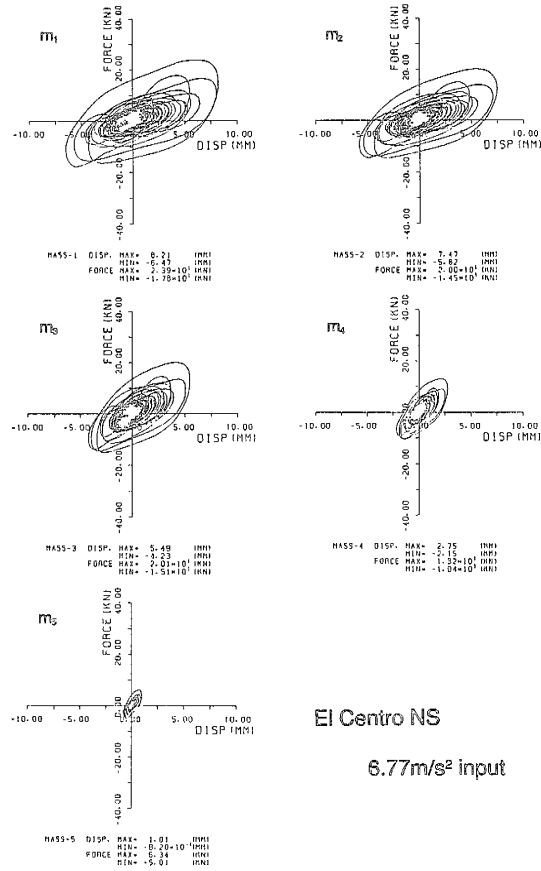 m₁
FORCE (KN)
40.00
20.00
-10.00 -5.00 0.00 5.00 10.00
DISP (MM)
-20.00
-40.00
MASS-1 DISP. MAX= 8.21 (MM)
MIN= -6.47 (MM)
FORCE MAX= 2.39×10¹ (KN)
MIN= -1.78×10¹ (KN)
m₂
FORCE (KN)
40.00
20.00
-10.00 -5.00 0.00 5.00 10.00
DISP (MM)
-20.00
-40.00
MASS-2 DISP. MAX= 7.47 (MM)
MIN= -5.82 (MM)
FORCE MAX= 2.00×10¹ (KN)
MIN= -1.45×10¹ (KN)
m₃
FORCE (KN)
40.00
20.00
-10.00 -5.00 0.00 5.00 10.00
DISP (MM)
-20.00
-40.00
MASS-3 DISP. MAX= 5.49 (MM)
MIN= -4.23 (MM)
FORCE MAX= 2.01×10¹ (KN)
MIN= -1.51×10¹ (KN)
m₄
FORCE (KN)
40.00
20.00
-10.00 -5.00 0.00 5.00 10.00
DISP (MM)
-20.00
-40.00
MASS-4 DISP. MAX= 2.75 (MM)
MIN= -2.15 (MM)
FORCE MAX= 1.32×10¹ (KN)
MIN= -1.04×10¹ (KN)
m₅
FORCE (KN)
40.00
20.00
-10.00 -5.00 0.00 5.00 10.00
DISP (MM)
-20.00
-40.00
MASS-5 DISP. MAX= 1.01 (MM)
MIN= -8.20×10⁻¹ (MM)
FORCE MAX= 6.34 (KN)
MIN= -5.01 (KN)
El Centro NS
6.77m/s² input